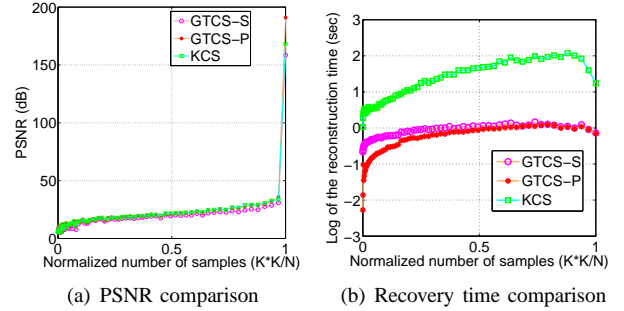 200
150
100
50
0
0
0.5
1
PSNR (dB)
Normalized number of samples (K*K/N)
GTCS-S
GTCS-P
KCS
(a) PSNR comparison
3
2
1
0
−1
−2
−3
0
0.5
1
Log of the reconstruction time (sec)
Normalized number of samples (K*K/N)
GTCS-S
GTCS-P
KCS
(b) Recovery time comparison